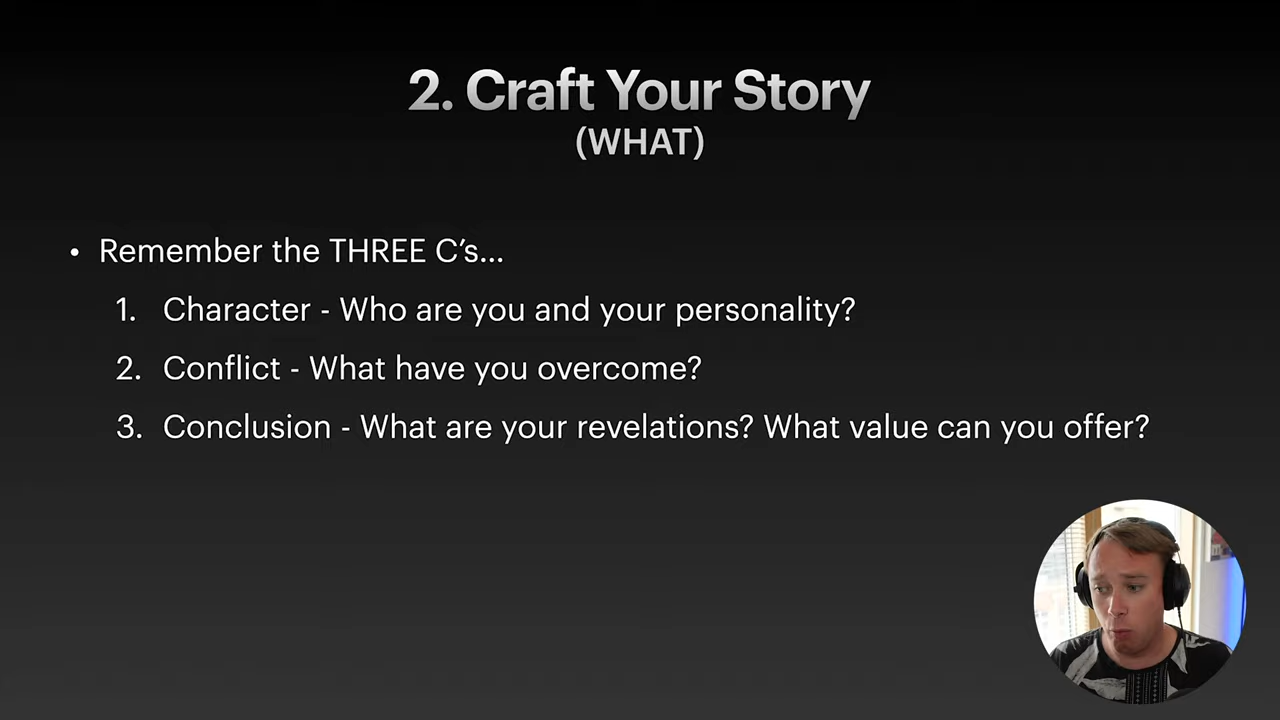 2. Craft Your Story
(WHAT)
• Remember the THREE C’s...
1. Character - Who are you and your personality?
2. Conflict - What have you overcome?
3. Conclusion - What are your revelations? What value can you offer?